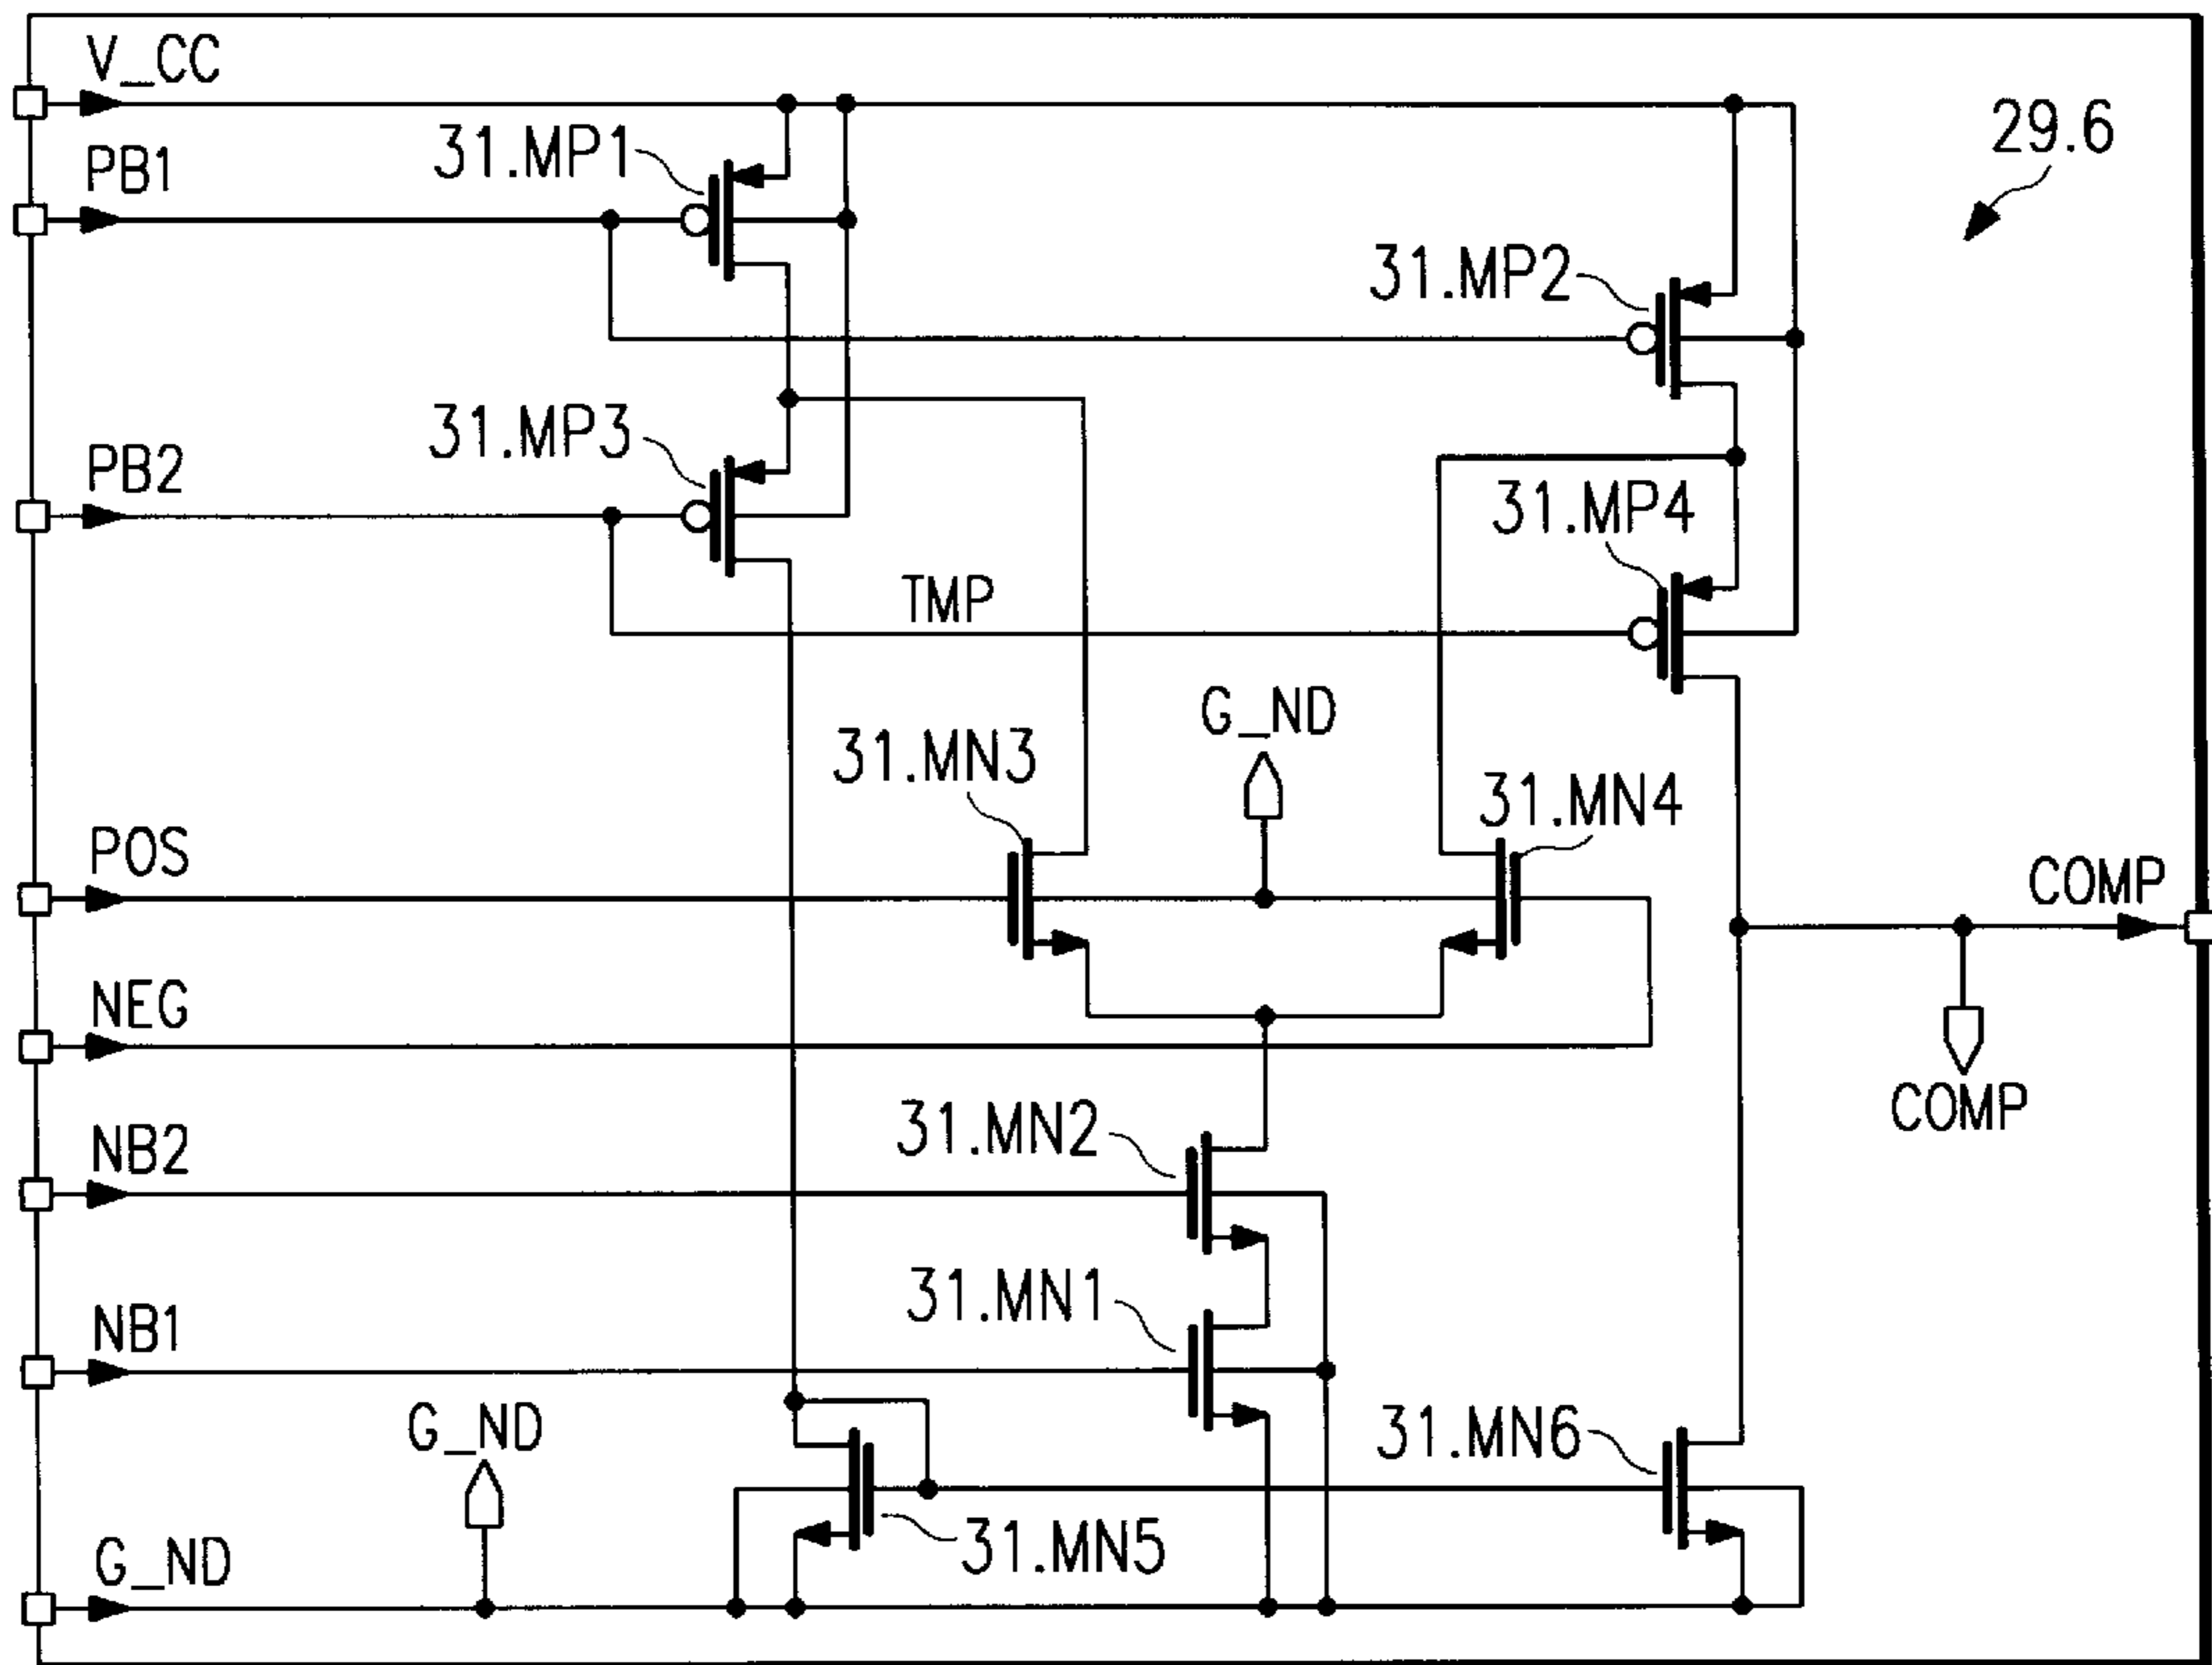 V_CC
29.6
31.MP1
PB1
31.MP2
31.MP3
PB2
31.MP4
TMP
G_ND
31.MN3
31.MN4
POS
COMP
NEG
COMP
31.MN2
NB2
31.MN1
NB1
G_ND
31.MN6
31.MN5
G_ND